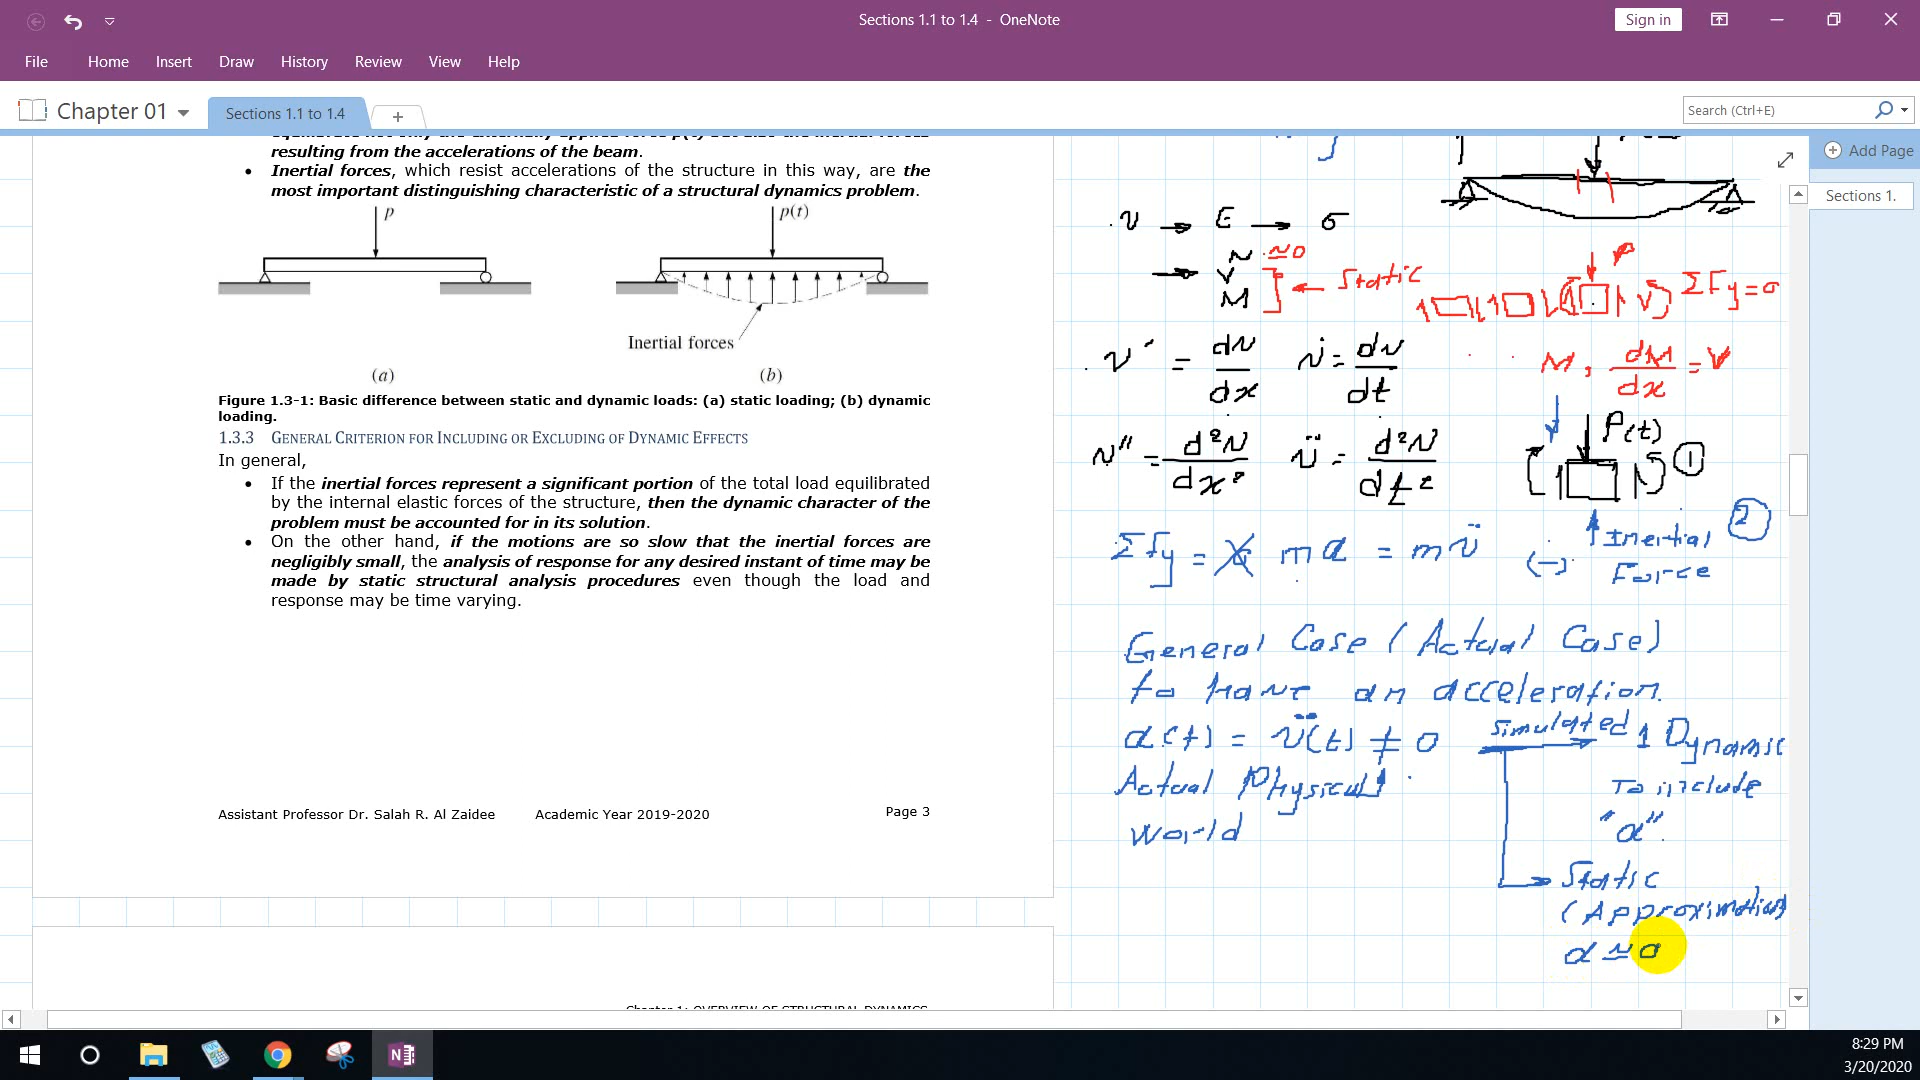 Sections 1.1 to 1.4 - OneNote
Sign in
File Home Insert Draw History Review View Help
Chapter 01
Sections 1.1 to 1.4
+
Search (Ctrl+E)
Add Page
Sections 1.
resulting from the accelerations of the beam.
• Inertial forces, which resist accelerations of the structure in this way, are the
most important distinguishing characteristic of a structural dynamics problem.
p
p(t)
Inertial forces
(a)
(b)
Figure 1.3-1: Basic difference between static and dynamic loads: (a) static loading; (b) dynamic
loading.
1.3.3 GENERAL CRITERION FOR INCLUDING OR EXCLUDING OF DYNAMIC EFFECTS
In general,
• If the inertial forces represent a significant portion of the total load equilibrated
by the internal elastic forces of the structure, then the dynamic character of the
problem must be accounted for in its solution.
• On the other hand, if the motions are so slow that the inertial forces are
negligibly small, the analysis of response for any desired instant of time may be
made by static structural analysis procedures even though the load and
response may be time varying.
Assistant Professor Dr. Salah R. Al Zaidee Academic Year 2019-2020 Page 3
Chapter 1: OVERVIEW OF STRUCTURAL DYNAMICS
v → ε → σ
N ≈0
→ V
M
← Static
ΣFy=0
v' = dv/dx v̇ = dv/dt
M, dM/dx = V
P(t)
1
v'' = d²v/dx² v̈ = d²v/dt²
ΣFy = ma = mv̈
(-)
Inertial
Force
2
General Case (Actual Case)
to have an acceleration.
a(t) = v̈(t) ≠ 0
Actual Physical
World
Simulated
1 Dynamic
To include
"a".
Static
(Approximation)
a ≈ 0
8:29 PM
3/20/2020